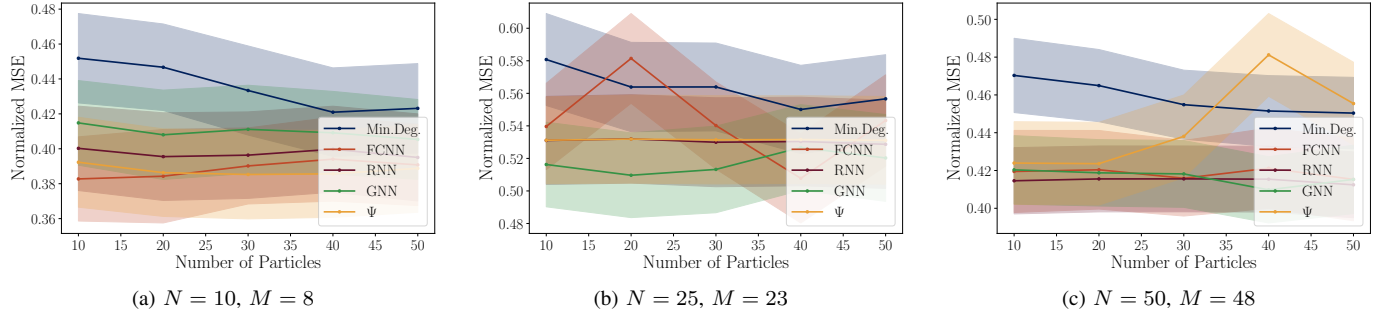 Normalized MSE
0.48
0.46
0.44
0.42
0.40
0.38
0.36
10 15 20 25 30 35 40 45 50
Number of Particles
Min.Deg.
FCNN
RNN
GNN
Ψ
(a) N = 10, M = 8
Normalized MSE
0.60
0.58
0.56
0.54
0.52
0.50
0.48
10 15 20 25 30 35 40 45 50
Number of Particles
Min.Deg.
FCNN
RNN
GNN
Ψ
(b) N = 25, M = 23
Normalized MSE
0.50
0.48
0.46
0.44
0.42
0.40
10 15 20 25 30 35 40 45 50
Number of Particles
Min.Deg.
FCNN
RNN
GNN
Ψ
(c) N = 50, M = 48